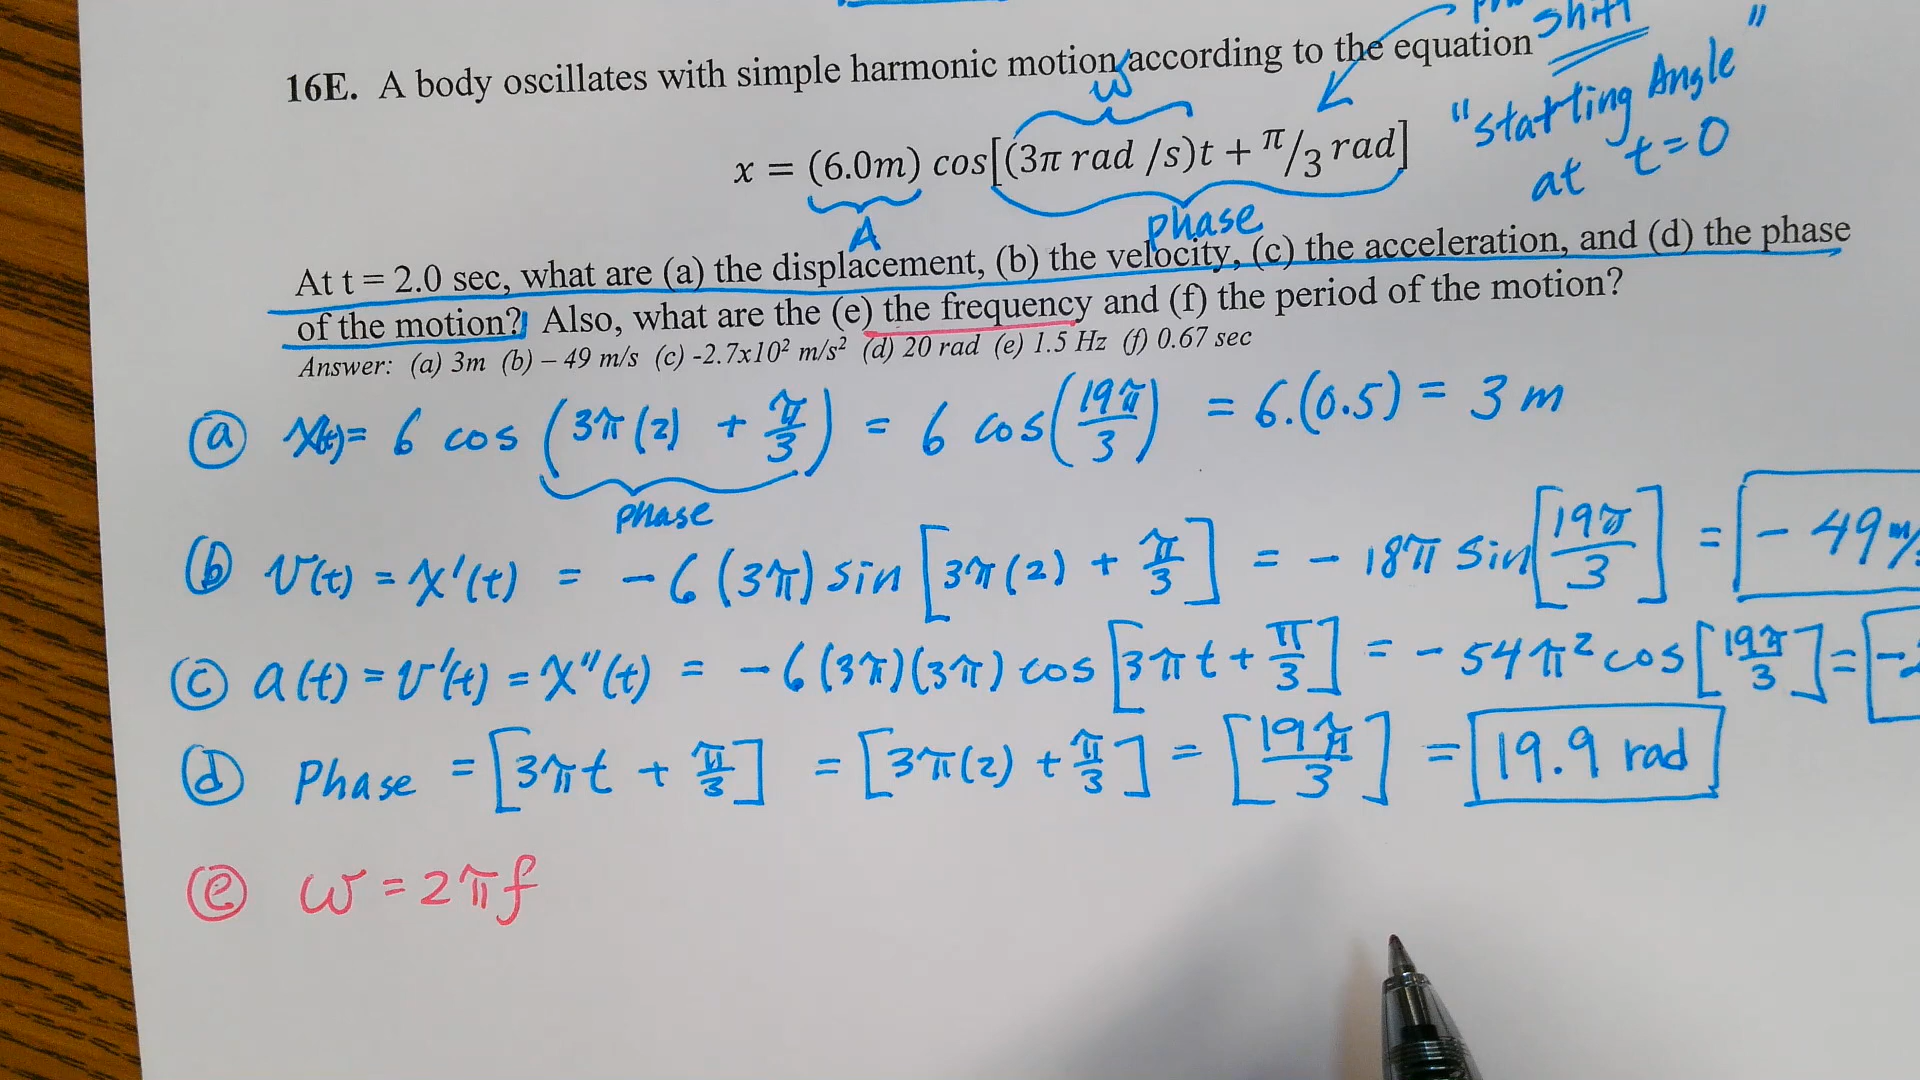 shift
16E. A body oscillates with simple harmonic motion according to the equation
"starting Angle"
at t=0
ω
x = (6.0m) cos[(3π rad /s)t + π/3 rad]
A
phase
At t = 2.0 sec, what are (a) the displacement, (b) the velocity, (c) the acceleration, and (d) the phase
of the motion? Also, what are the (e) the frequency and (f) the period of the motion?
Answer: (a) 3m (b) – 49 m/s (c) -2.7x10² m/s² (d) 20 rad (e) 1.5 Hz (f) 0.67 sec
(a) x(t)= 6 cos (3π(2) + π/3) = 6 cos(19π/3) = 6.(0.5) = 3 m
phase
(b) v(t) = x'(t) = -6(3π) sin [3π(2) + π/3] = - 18π sin[19π/3] = - 49 m/
(c) a(t) = v'(t) = x"(t) = -6(3π)(3π) cos [3πt + π/3] = - 54π² cos[19π/3] = -
(d) Phase = [3πt + π/3] = [3π(2) + π/3] = [19π/3] = 19.9 rad
(e) ω = 2πf